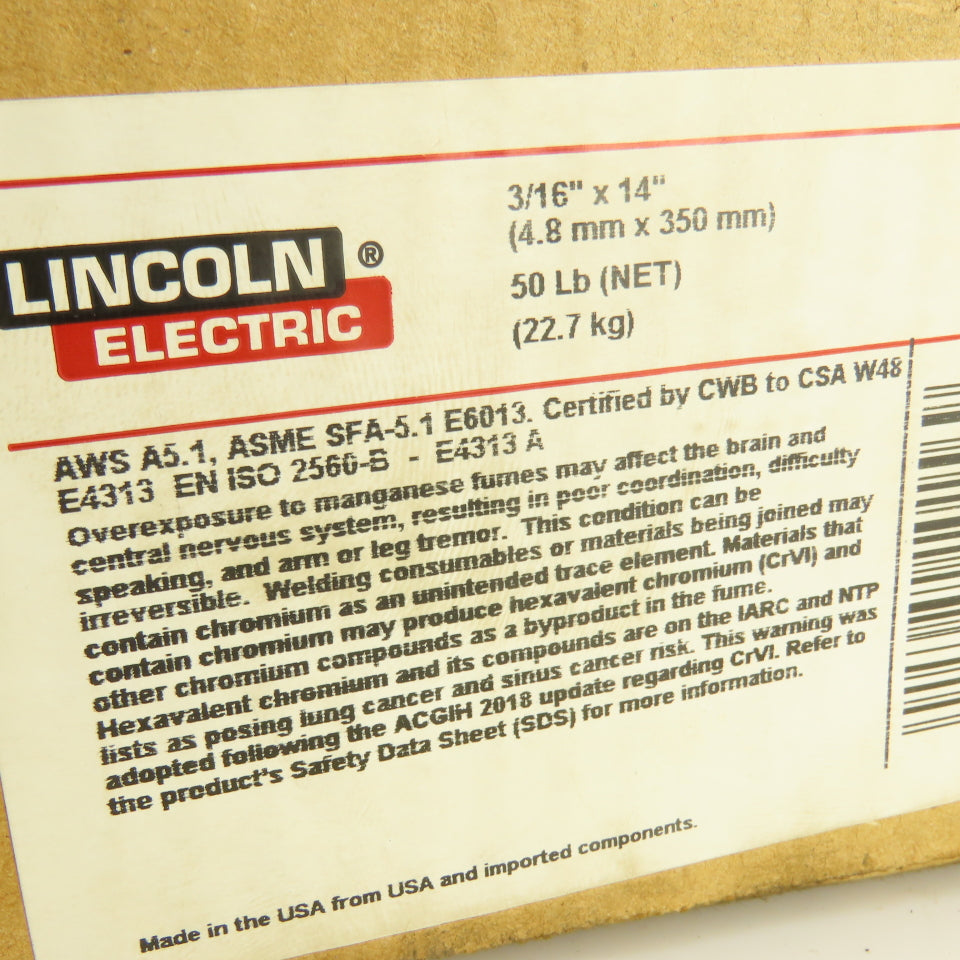 LINCOLN ®
ELECTRIC
3/16" x 14"
(4.8 mm x 350 mm)
50 Lb (NET)
(22.7 kg)
AWS A5.1, ASME SFA-5.1 E6013. Certified by CWB to CSA W48
E4313 EN ISO 2560-B - E4313 A
Overexposure to manganese fumes may affect the brain and
central nervous system, resulting in poor coordination, difficulty
speaking, and arm or leg tremor. This condition can be
irreversible. Welding consumables or materials being joined may
contain chromium as an unintended trace element. Materials that
contain chromium may produce hexavalent chromium (CrVI) and
other chromium compounds as a byproduct in the fume.
Hexavalent chromium and its compounds are on the IARC and NTP
lists as posing lung cancer and sinus cancer risk. This warning was
adopted following the ACGIH 2018 update regarding CrVI. Refer to
the product's Safety Data Sheet (SDS) for more information.
Made in the USA from USA and imported components.